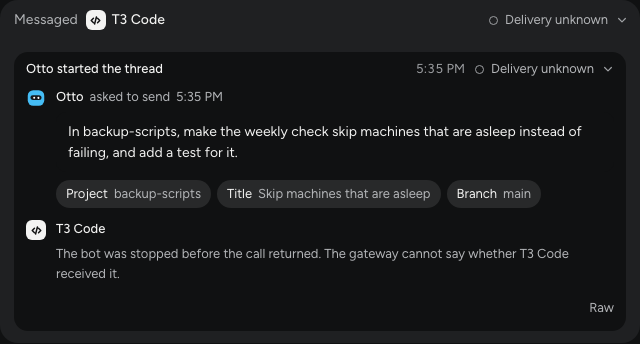 Messaged T3 Code Delivery unknown
Otto started the thread 5:35 PM Delivery unknown
Otto asked to send 5:35 PM
In backup-scripts, make the weekly check skip machines that are asleep instead of
failing, and add a test for it.
Project backup-scripts Title Skip machines that are asleep Branch main
T3 Code
The bot was stopped before the call returned. The gateway cannot say whether T3 Code
received it.
Raw